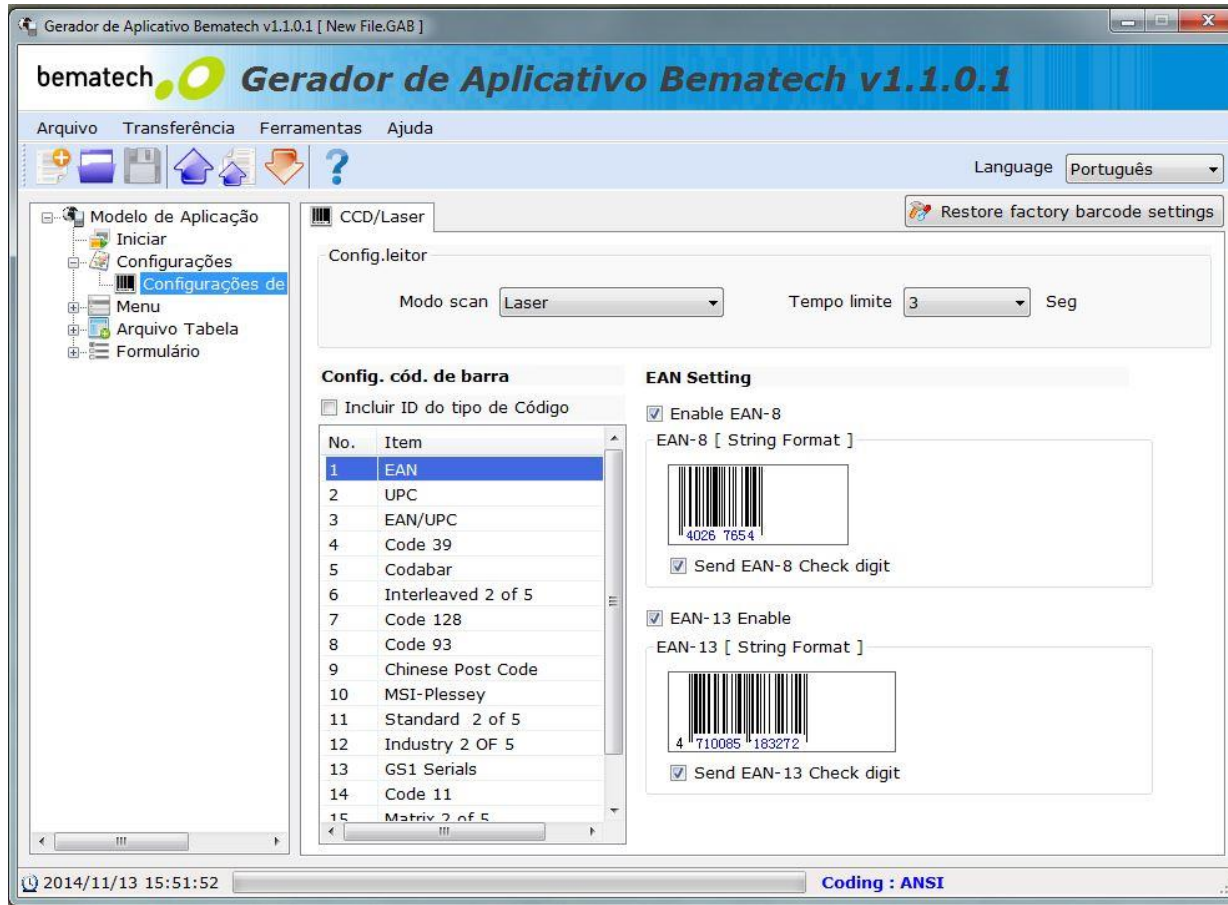 Gerador de Aplicativo Bematech v1.1.0.1 [ New File.GAB ]
bematech Gerador de Aplicativo Bematech v1.1.0.1
Arquivo Transferência Ferramentas Ajuda
Language Português
Modelo de Aplicação
Iniciar
Configurações
Configurações de
Menu
Arquivo Tabela
Formulário
CCD/Laser
Restore factory barcode settings
Config.leitor
Modo scan Laser Tempo limite 3 Seg
Config. cód. de barra
Incluir ID do tipo de Código
No. Item
1 EAN
2 UPC
3 EAN/UPC
4 Code 39
5 Codabar
6 Interleaved 2 of 5
7 Code 128
8 Code 93
9 Chinese Post Code
10 MSI-Plessey
11 Standard 2 of 5
12 Industry 2 OF 5
13 GS1 Serials
14 Code 11
15 Matrix 2 of 5
EAN Setting
Enable EAN-8
EAN-8 [ String Format ]
4026 7654
Send EAN-8 Check digit
EAN-13 Enable
EAN-13 [ String Format ]
4 710085 183272
Send EAN-13 Check digit
2014/11/13 15:51:52
Coding : ANSI